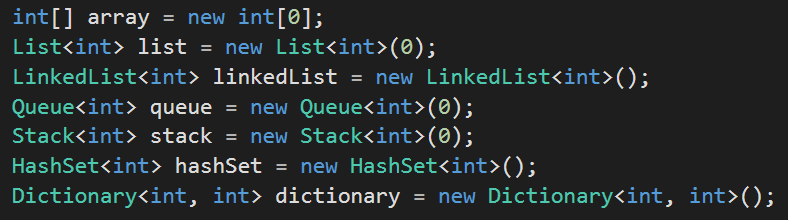 int[] array = new int[0];
List<int> list = new List<int>(0);
LinkedList<int> linkedList = new LinkedList<int>();
Queue<int> queue = new Queue<int>(0);
Stack<int> stack = new Stack<int>(0);
HashSet<int> hashSet = new HashSet<int>();
Dictionary<int, int> dictionary = new Dictionary<int, int>();